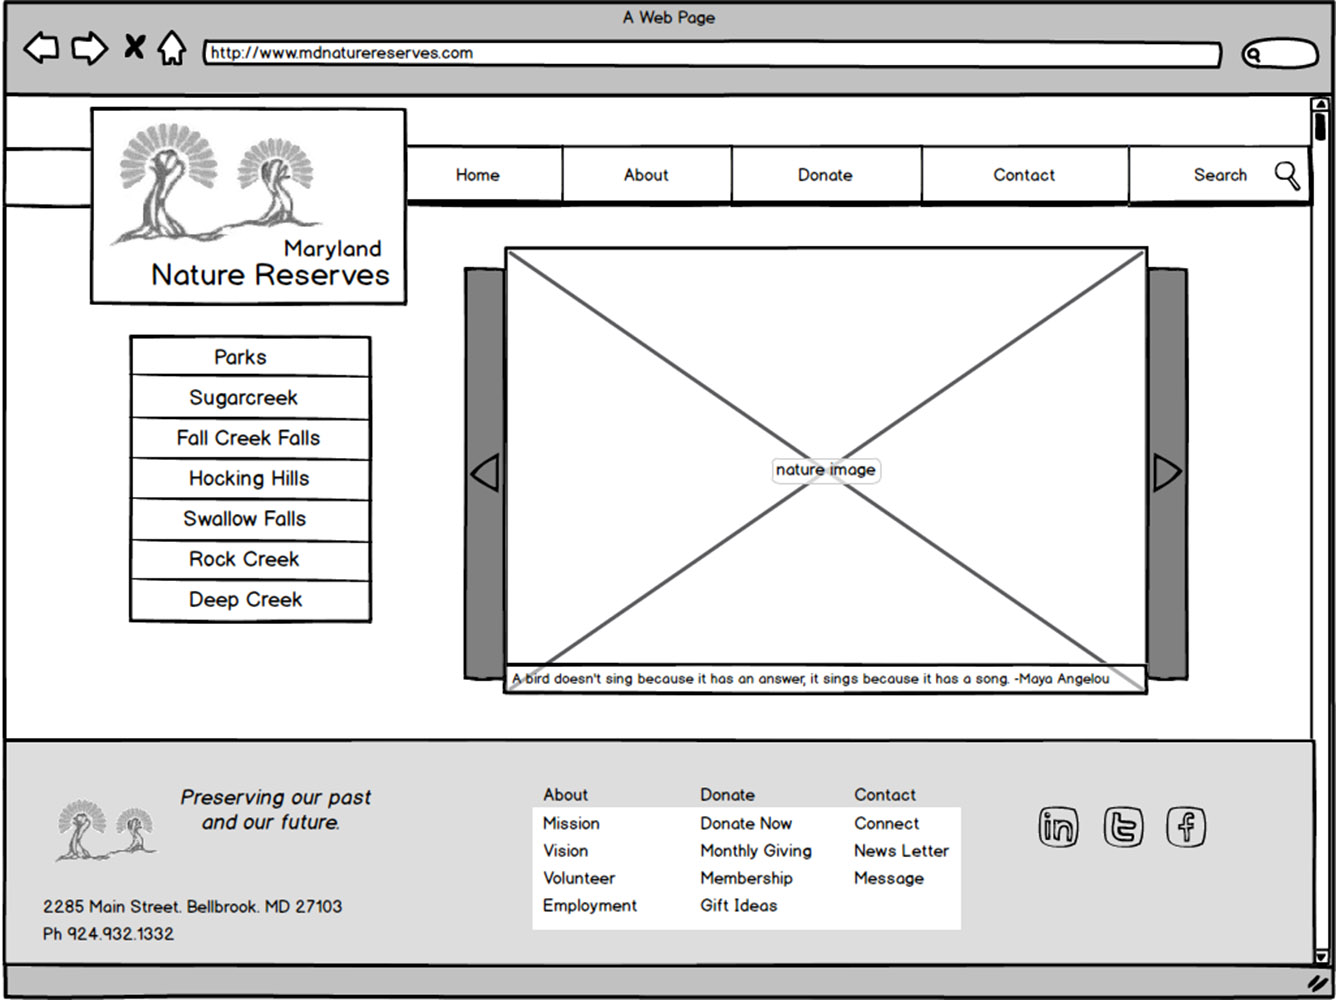 A Web Page
http://www.mdnaturereserves.com
Home About Donate Contact Search
Maryland
Nature Reserves
Parks
Sugarcreek
Fall Creek Falls
Hocking Hills
Swallow Falls
Rock Creek
Deep Creek
nature image
A bird doesn't sing because it has an answer, it sings because it has a song. -Maya Angelou
Preserving our past
and our future.
2285 Main Street. Bellbrook. MD 27103
Ph 924.932.1332
About
Mission
Vision
Volunteer
Employment
Donate
Donate Now
Monthly Giving
Membership
Gift Ideas
Contact
Connect
News Letter
Message
in t f